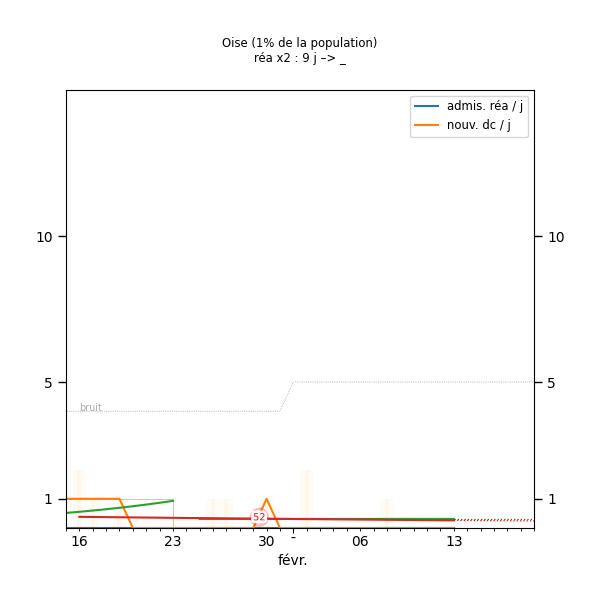 Oise (1% de la population)
réa x2 : 9 j –> _
admis. réa / j
nouv. dc / j
10 10
5 5
bruit
1 1
52
16 23 30 - 06 13
févr.